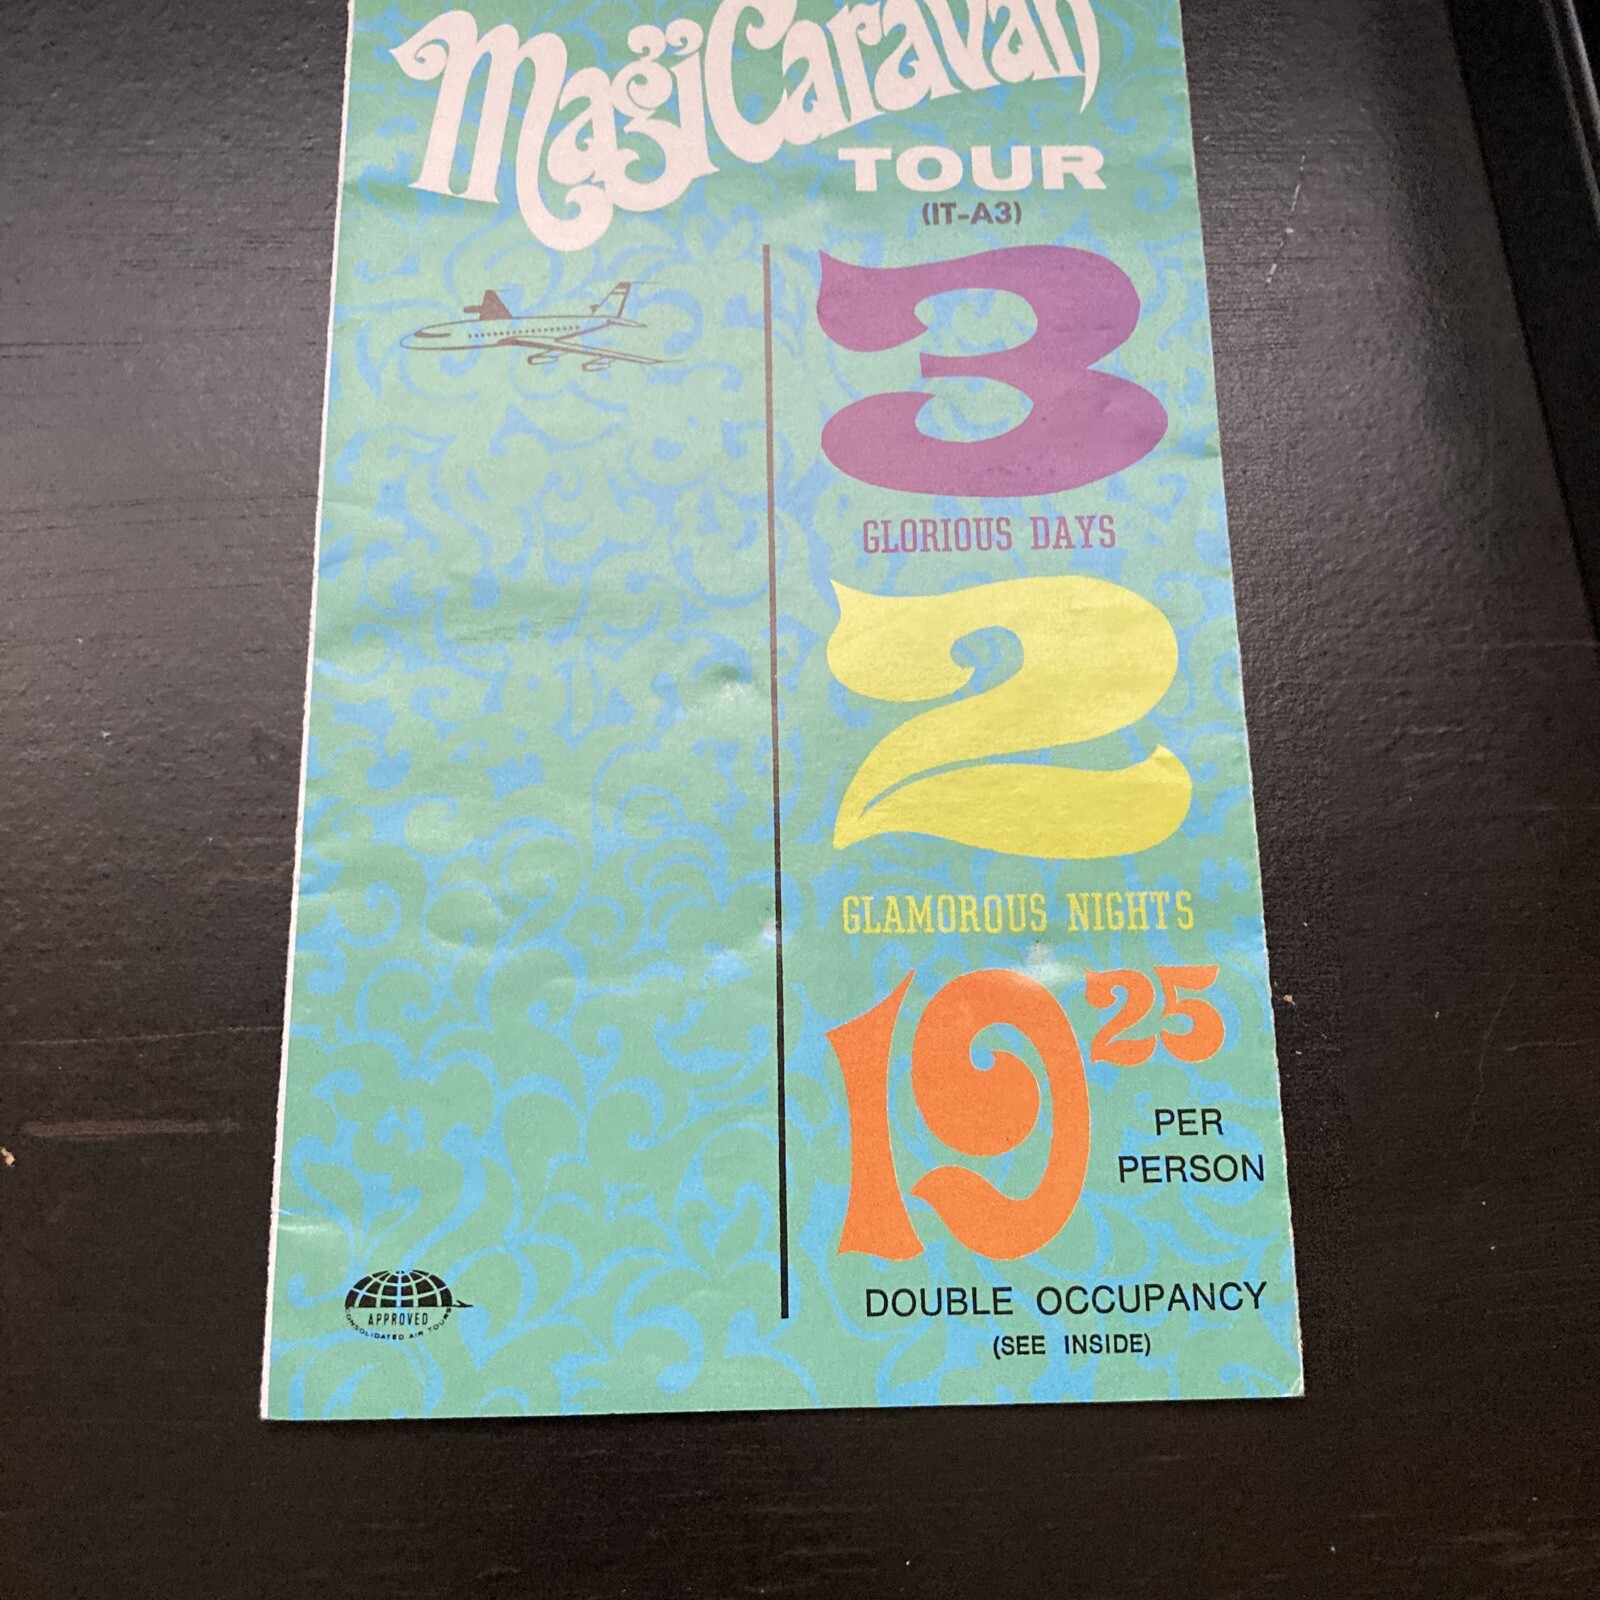 MagiCaravan
TOUR
(IT-A3)
3
GLORIOUS DAYS
2
GLAMOROUS NIGHTS
19 25
PER
PERSON
DOUBLE OCCUPANCY
(SEE INSIDE)
APPROVED
CONSOLIDATED AIR TOURS